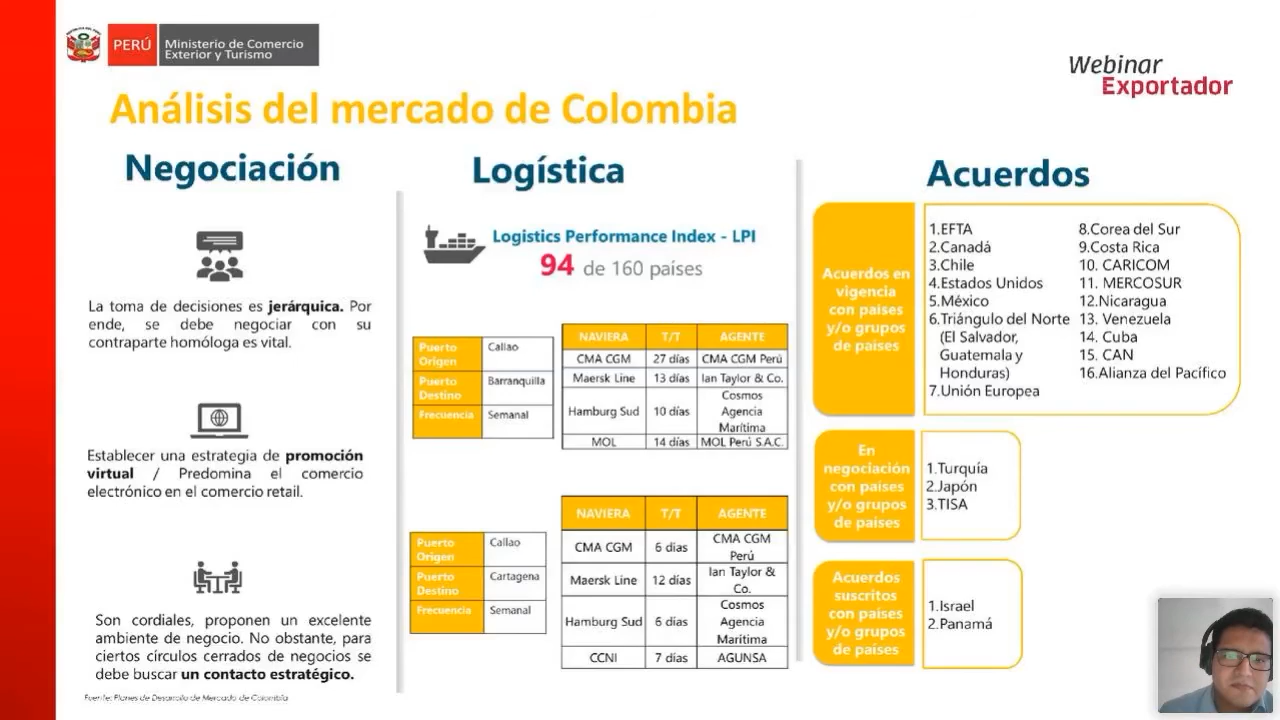 PERÚ
Ministerio de Comercio
Exterior y Turismo
Webinar
Exportador
Análisis del mercado de Colombia
Negociación
La toma de decisiones es jerárquica. Por
ende, se debe negociar con su
contraparte homóloga es vital.
Establecer una estrategia de promoción
virtual / Predomina el comercio
electrónico en el comercio retail.
Son cordiales, proponen un excelente
ambiente de negocio. No obstante, para
ciertos círculos cerrados de negocios se
debe buscar un contacto estratégico.
Fuente: Planes de Desarrollo de Mercado de Colombia
Logística
Logistics Performance Index - LPI
94 de 160 países
Puerto Origen Callao
Puerto Destino Barranquilla
Frecuencia Semanal
NAVIERA T/T AGENTE
CMA CGM 27 días CMA CGM Perú
Maersk Line 13 días Ian Taylor & Co.
Hamburg Sud 10 días Cosmos Agencia Marítima
MOL 14 días MOL Perú S.A.C.
Puerto Origen Callao
Puerto Destino Cartagena
Frecuencia Semanal
NAVIERA T/T AGENTE
CMA CGM 6 días CMA CGM Perú
Maersk Line 12 días Ian Taylor & Co.
Hamburg Sud 6 días Cosmos Agencia Marítima
CCNI 7 días AGUNSA
Acuerdos
Acuerdos en
vigencia
con países
y/o grupos
de países
1.EFTA
2.Canadá
3.Chile
4.Estados Unidos
5.México
6.Triángulo del Norte
(El Salvador,
Guatemala y
Honduras)
7.Unión Europea
8.Corea del Sur
9.Costa Rica
10. CARICOM
11. MERCOSUR
12.Nicaragua
13. Venezuela
14. Cuba
15. CAN
16.Alianza del Pacífico
En
negociación
con países
y/o grupos
de países
1.Turquía
2.Japón
3.TISA
Acuerdos
suscritos
con países
y/o grupos
de países
1.Israel
2.Panamá